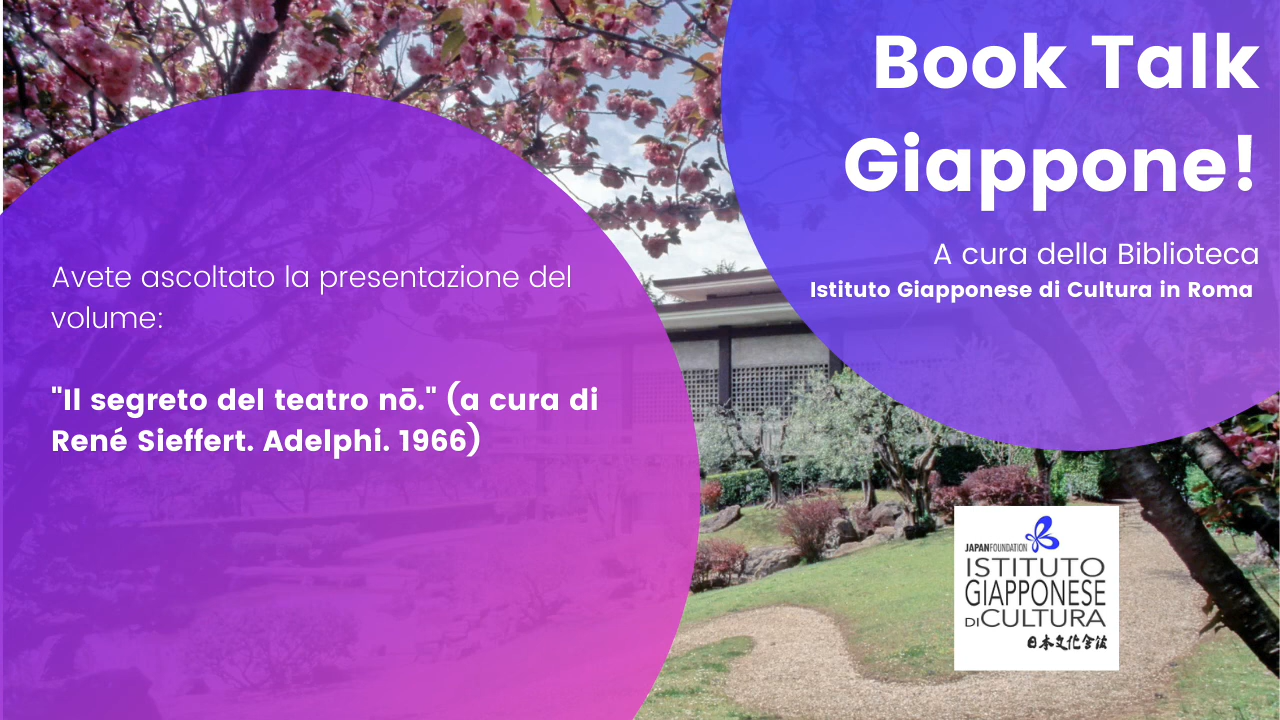 Book Talk
Giappone!
A cura della Biblioteca
Istituto Giapponese di Cultura in Roma
Avete ascoltato la presentazione del
volume:
"Il segreto del teatro nō." (a cura di
René Sieffert. Adelphi. 1966)
JAPANFOUNDATION
ISTITUTO
GIAPPONESE
DI CULTURA
日本文化会館